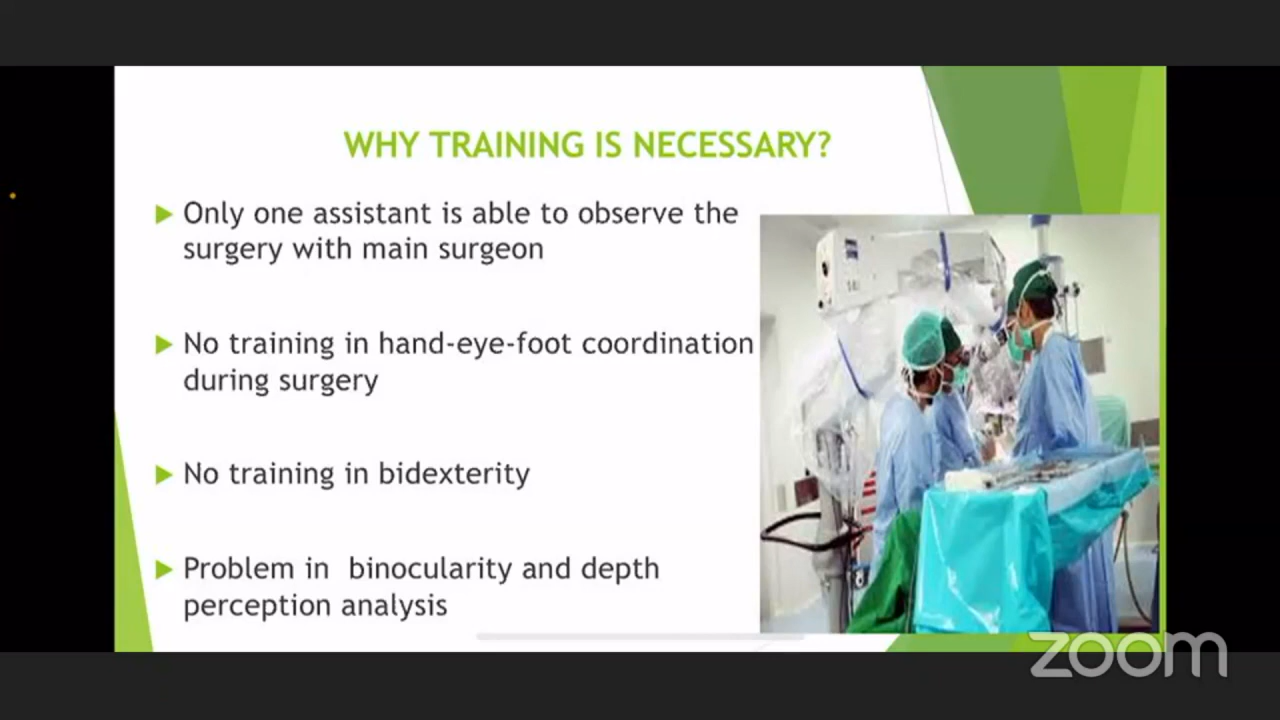 WHY TRAINING IS NECESSARY?
Only one assistant is able to observe the
surgery with main surgeon
No training in hand-eye-foot coordination
during surgery
No training in bidexterity
Problem in binocularity and depth
perception analysis
zoom